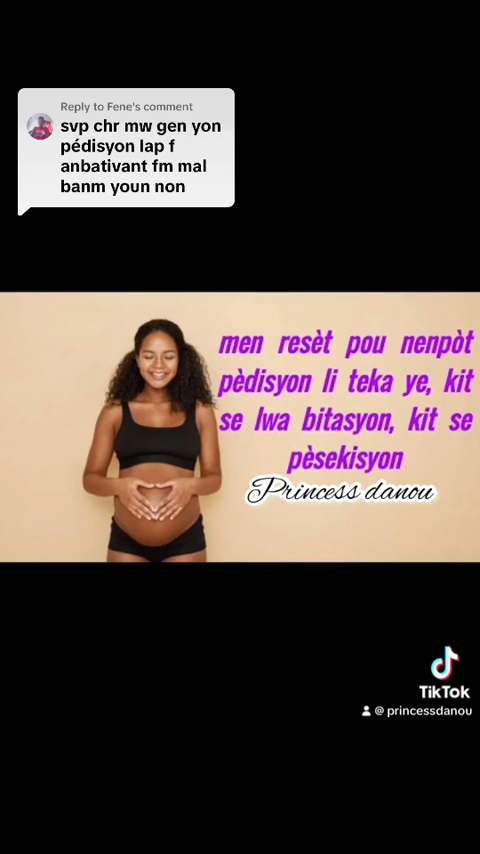 Reply to Fene's comment
svp chr mw gen yon
pédisyon lap f
anbativant fm mal
banm youn non
men resèt pou nenpòt
pèdisyon li teka ye, kit
se lwa bitasyon, kit se
pèsekisyon
Princess danou
TikTok
@ princessdanou